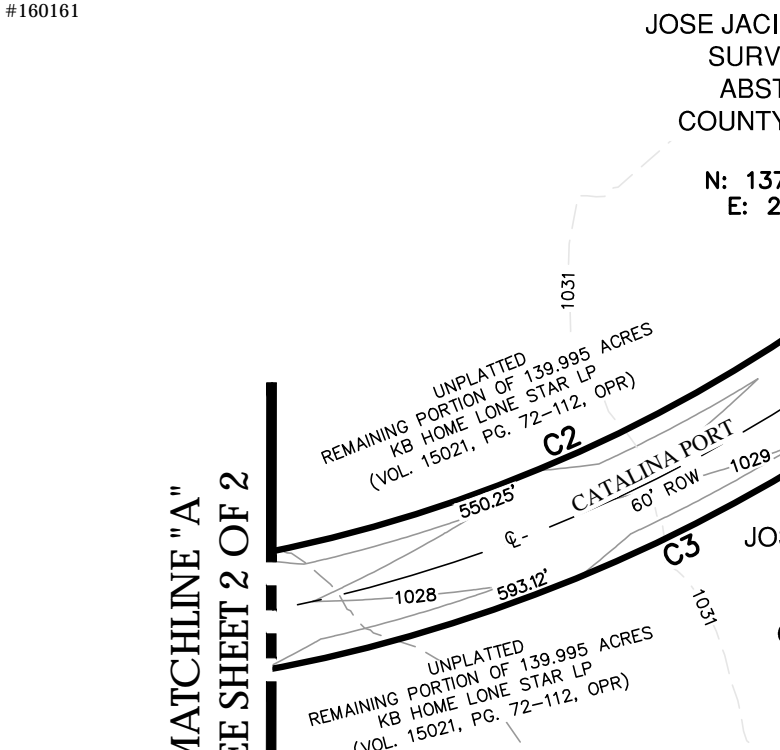 #160161
JOSE JACI
SURV
ABST
COUNTY
N: 137
E: 2
1031
UNPLATTED
REMAINING PORTION OF 139.995 ACRES
KB HOME LONE STAR LP
(VOL. 15021, PG. 72-112, OPR)
C2
550.25'
CATALINA PORT
60' ROW
1029
℄
C3
JOS
1028
593.12'
1031
UNPLATTED
REMAINING PORTION OF 139.995 ACRES
KB HOME LONE STAR LP
(VOL. 15021, PG. 72-112, OPR)
MATCHLINE "A"
EE SHEET 2 OF 2